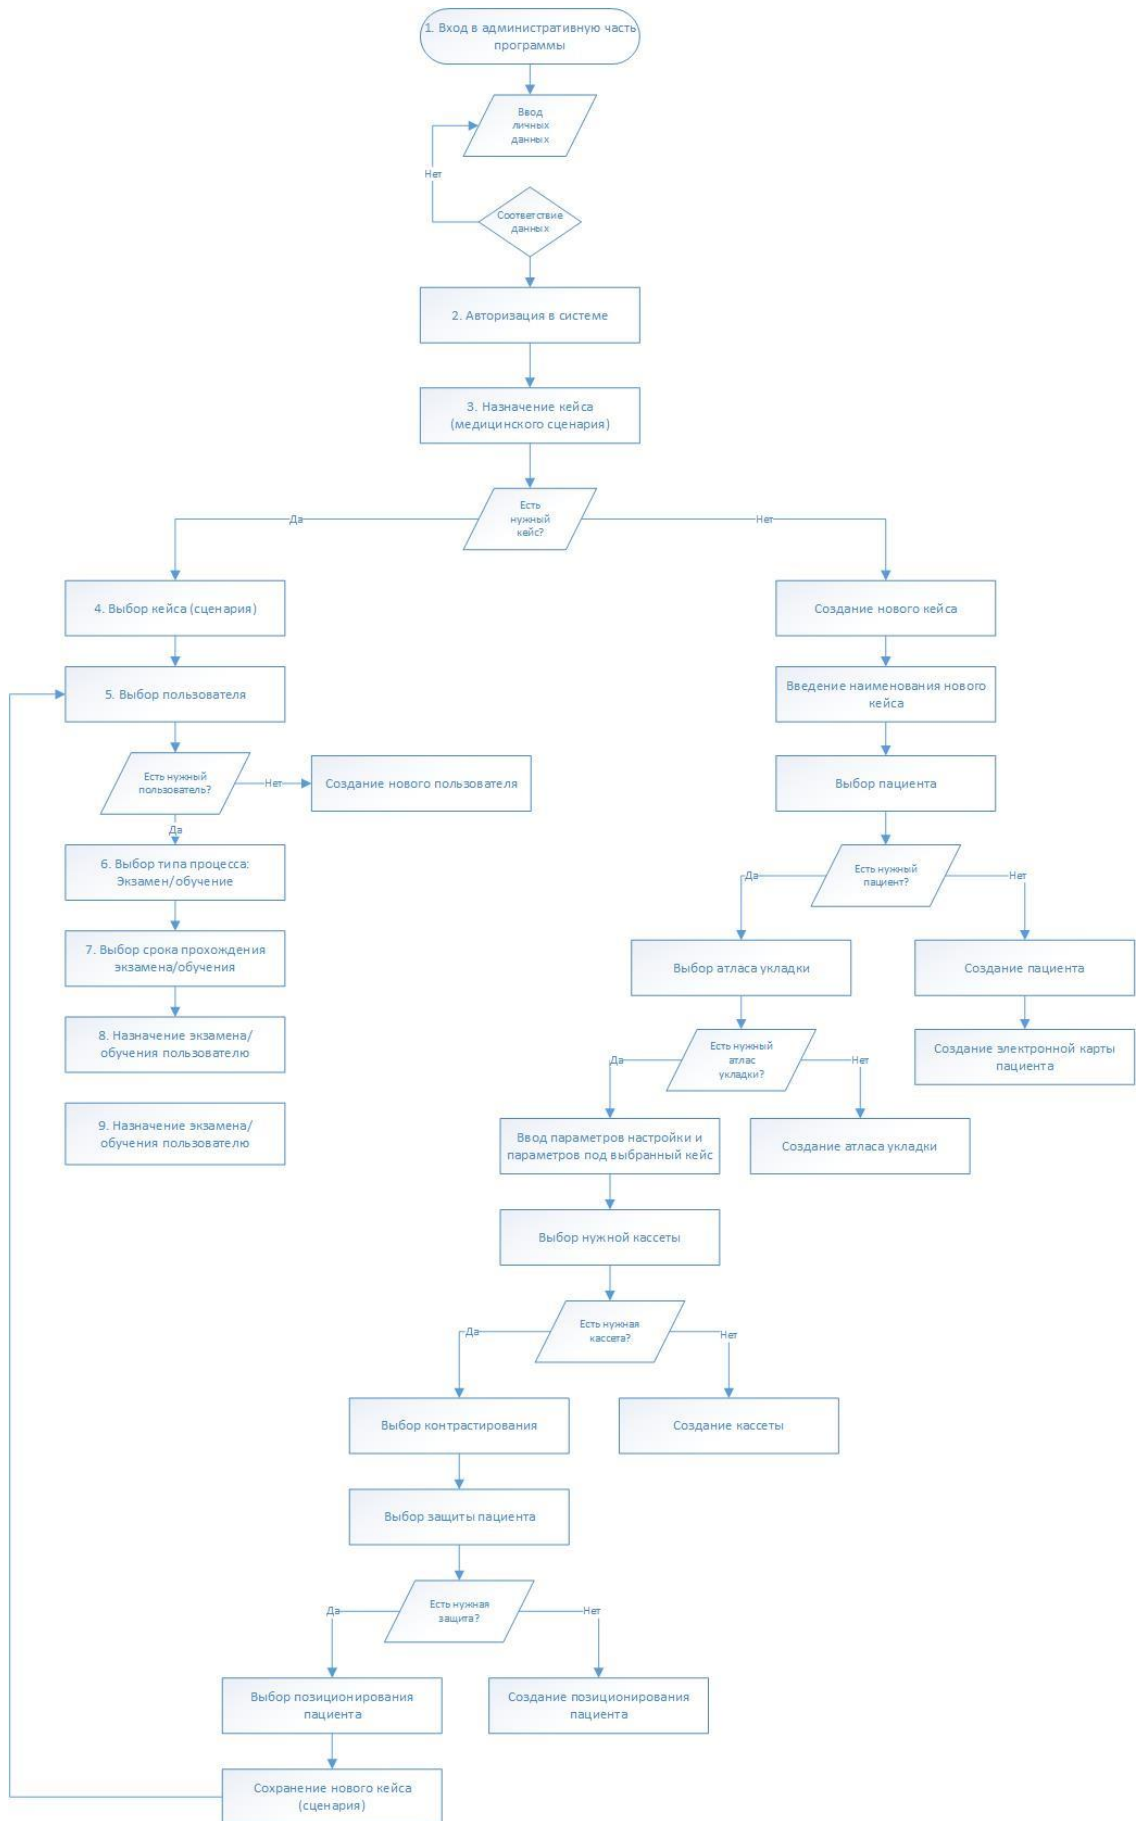 1. Вход в административную часть
программы
Ввод
личных
данных
Нет
Соответствие
данных
2. Авторизация в системе
3. Назначение кейса
(медицинского сценария)
Есть
нужный
кейс?
Да
Нет
4. Выбор кейса (сценария)
Создание нового кейса
5. Выбор пользователя
Введение наименования нового
кейса
Есть нужный
пользователь?
Нет
Создание нового пользователя
Выбор пациента
Да
6. Выбор типа процесса:
Экзамен/обучение
Есть нужный
пациент?
Да
Нет
7. Выбор срока прохождения
экзамена/обучения
Выбор атласа укладки
Создание пациента
8. Назначение экзамена/
обучения пользователю
Есть нужный
атлас
укладки?
Да
Нет
Создание электронной карты
пациента
9. Назначение экзамена/
обучения пользователю
Ввод параметров настройки и
параметров под выбранный кейс
Создание атласа укладки
Выбор нужной кассеты
Есть нужная
кассета?
Да
Нет
Выбор контрастирования
Создание кассеты
Выбор защиты пациента
Есть нужная
защита?
Да
Нет
Выбор позиционирования
пациента
Создание позиционирования
пациента
Сохранение нового кейса
(сценария)